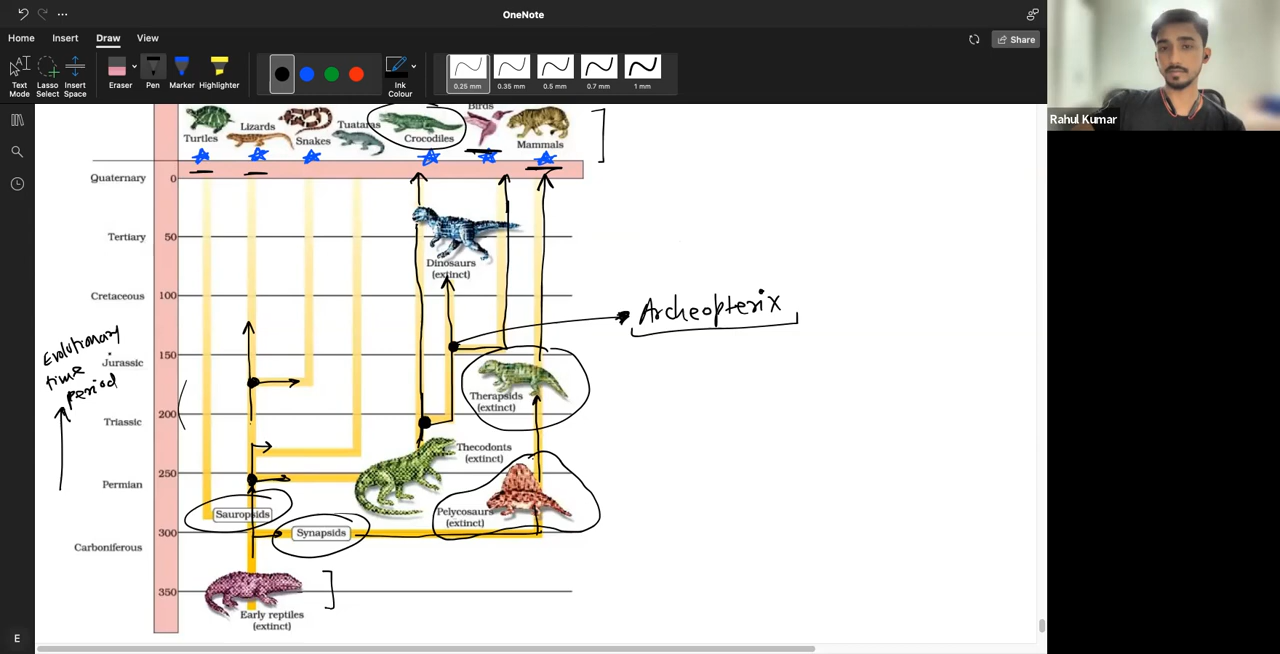 OneNote
Home Insert Draw View
Share
Text Mode
Lasso Select
Insert Space
Eraser
Pen
Marker
Highlighter
Ink Colour
0.25 mm
0.35 mm
0.5 mm
0.7 mm
1 mm
Rahul Kumar
Turtles
Lizards
Snakes
Tuataras
Crocodiles
Birds
Mammals
Quaternary 0
Tertiary 50
Dinosaurs
(extinct)
Cretaceous 100
Archeopterix
Evolutionary
time
period
Jurassic 150
Therapsids
(extinct)
Triassic 200
Thecodonts
(extinct)
Permian 250
Pelycosaurs
(extinct)
Sauropsids
Synapsids
Carboniferous 300
350
Early reptiles
(extinct)
E